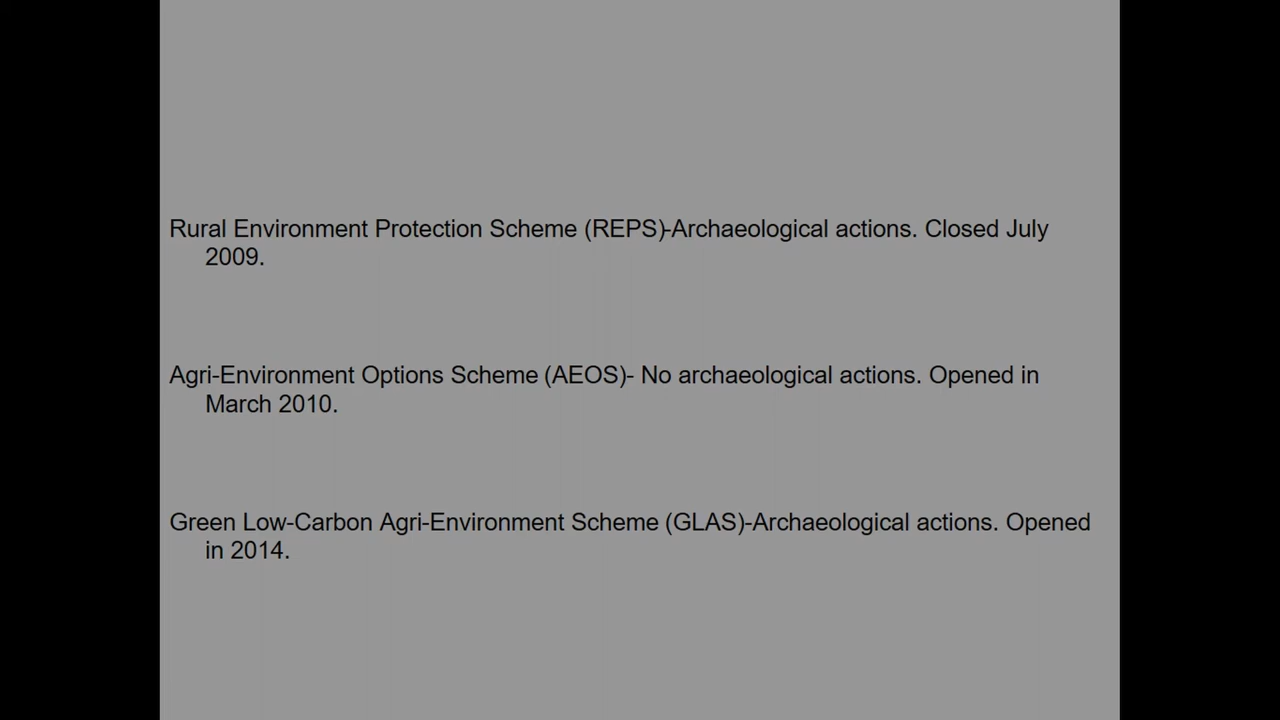 Rural Environment Protection Scheme (REPS)-Archaeological actions. Closed July
2009.
Agri-Environment Options Scheme (AEOS)- No archaeological actions. Opened in
March 2010.
Green Low-Carbon Agri-Environment Scheme (GLAS)-Archaeological actions. Opened
in 2014.